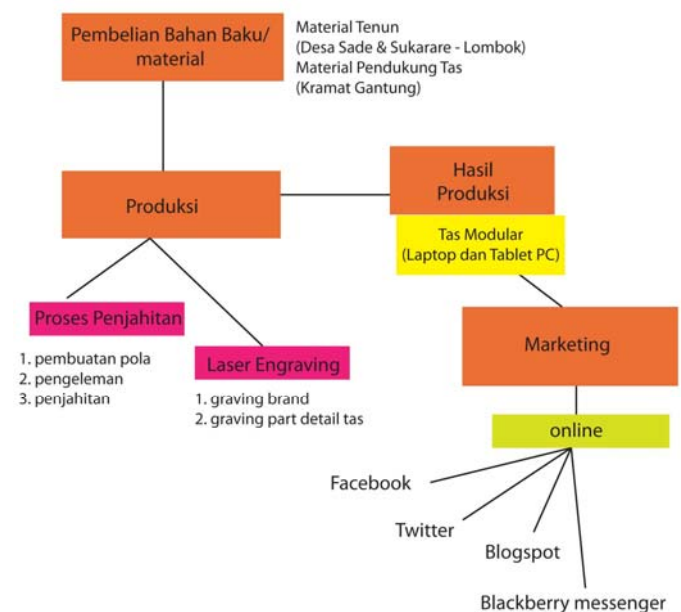 Pembelian Bahan Baku/
material
Material Tenun
(Desa Sade & Sukarare - Lombok)
Material Pendukung Tas
(Kramat Gantung)
Produksi
Hasil
Produksi
Tas Modular
(Laptop dan Tablet PC)
Proses Penjahitan
1. pembuatan pola
2. pengeleman
3. penjahitan
Laser Engraving
1. graving brand
2. graving part detail tas
Marketing
online
Facebook
Twitter
Blogspot
Blackberry messenger